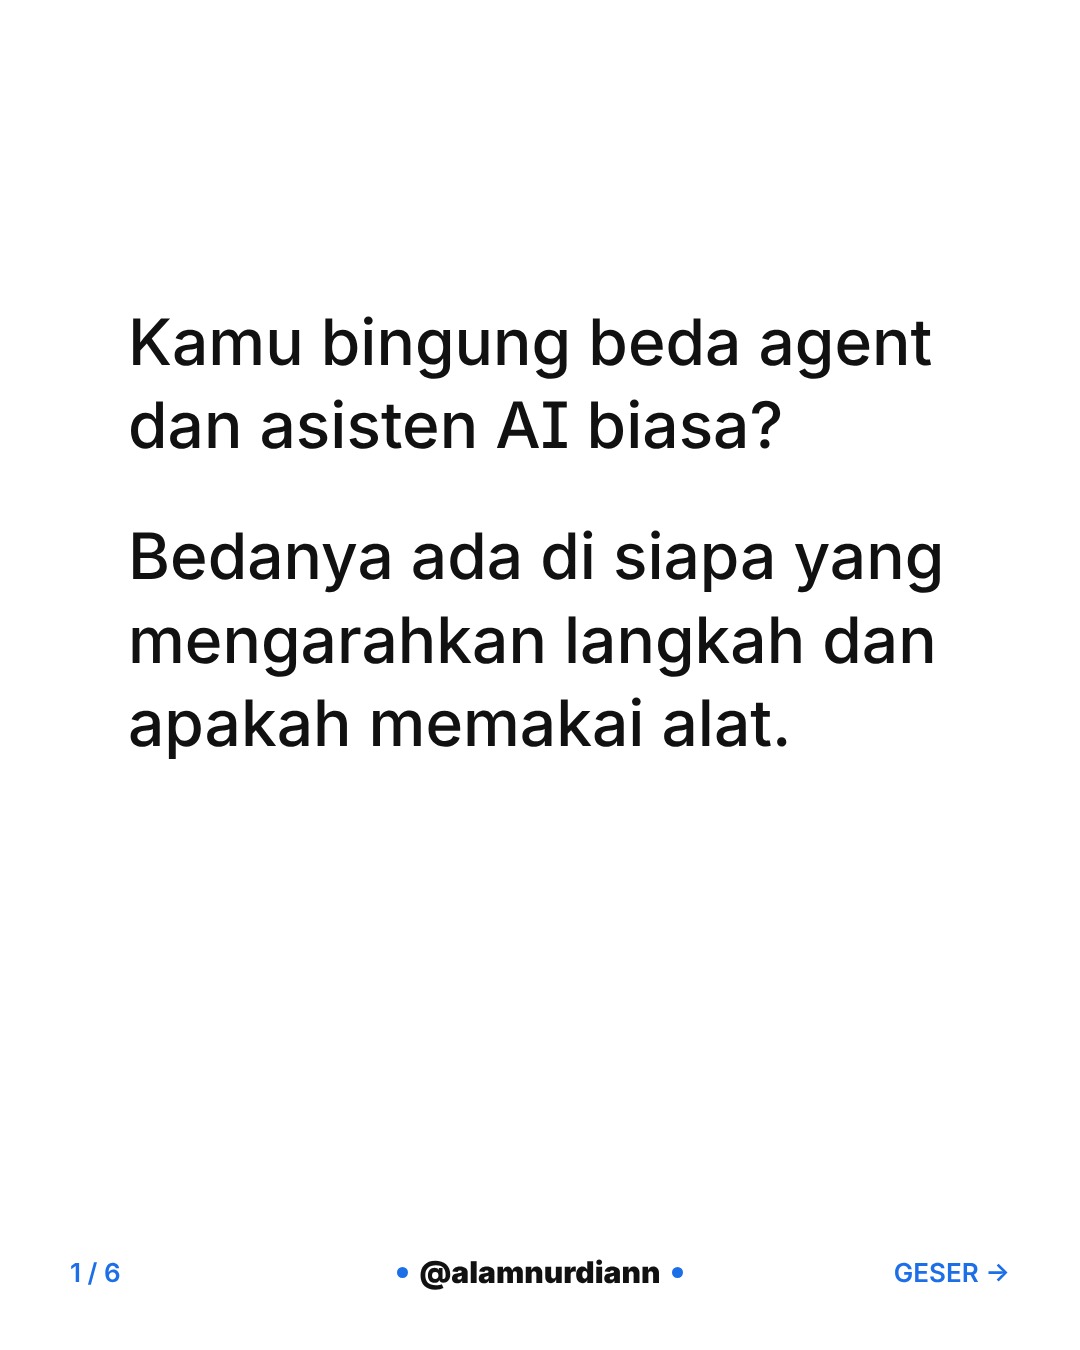 Kamu bingung beda agent
dan asisten AI biasa?
Bedanya ada di siapa yang
mengarahkan langkah dan
apakah memakai alat.
1 / 6
• @alamnurdiann •
GESER →